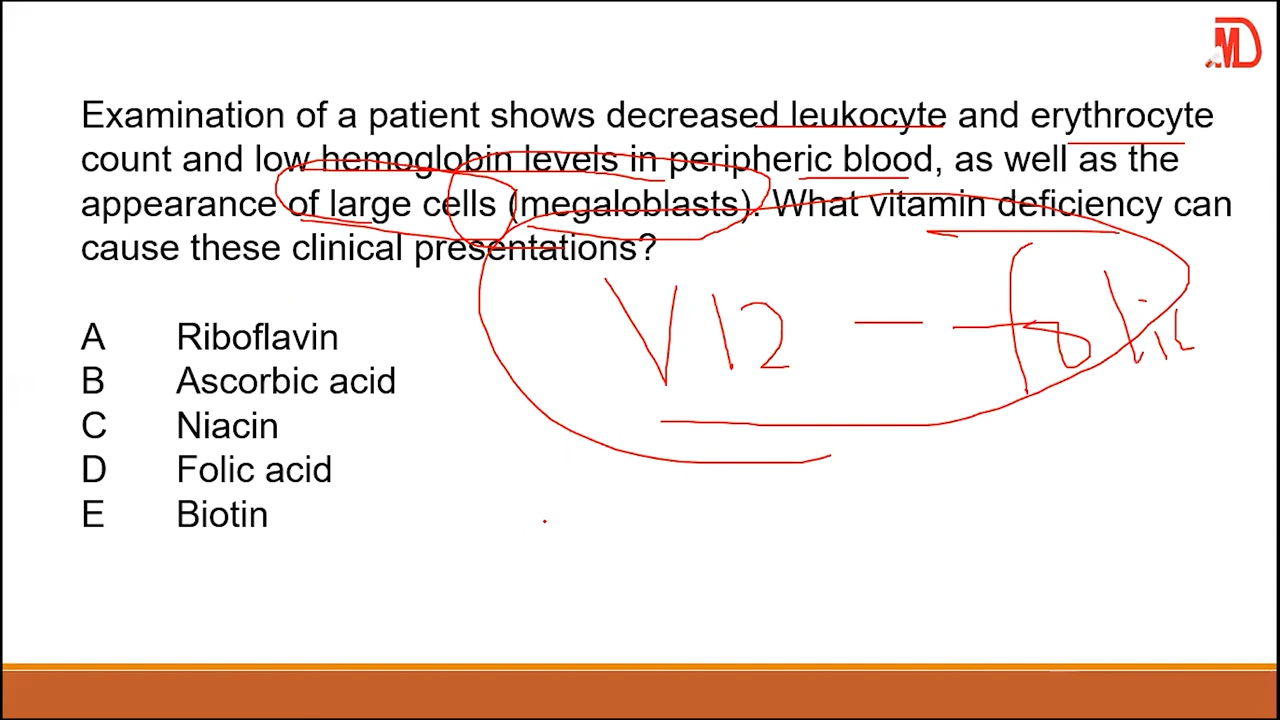 MD
Examination of a patient shows decreased leukocyte and erythrocyte
count and low hemoglobin levels in peripheric blood, as well as the
appearance of large cells (megaloblasts). What vitamin deficiency can
cause these clinical presentations?
V12 — folic
A Riboflavin
B Ascorbic acid
C Niacin
D Folic acid
E Biotin